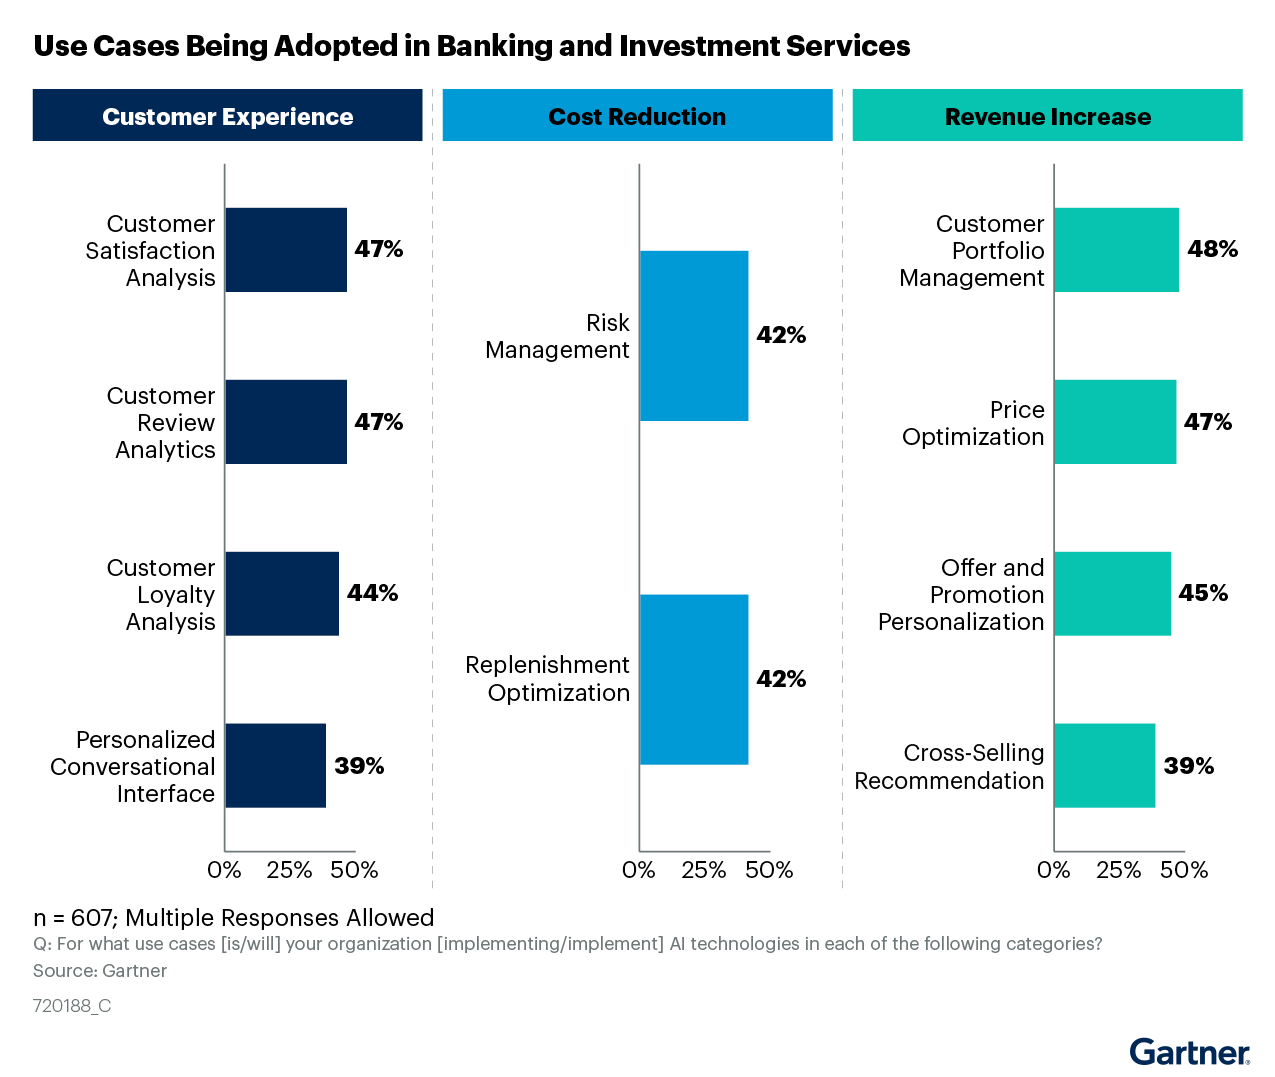 Use Cases Being Adopted in Banking and Investment Services
Customer Experience
Customer
Satisfaction
Analysis
47%
Customer
Review
Analytics
47%
Customer
Loyalty
Analysis
44%
Personalized
Conversational
Interface
39%
0% 25% 50%
Cost Reduction
Risk
Management
42%
Replenishment
Optimization
42%
0% 25% 50%
Revenue Increase
Customer
Portfolio
Management
48%
Price
Optimization
47%
Offer and
Promotion
Personalization
45%
Cross-Selling
Recommendation
39%
0% 25% 50%
n = 607; Multiple Responses Allowed
Q: For what use cases [is/will] your organization [implementing/implement] AI technologies in each of the following categories?
Source: Gartner
720188_C
Gartner®